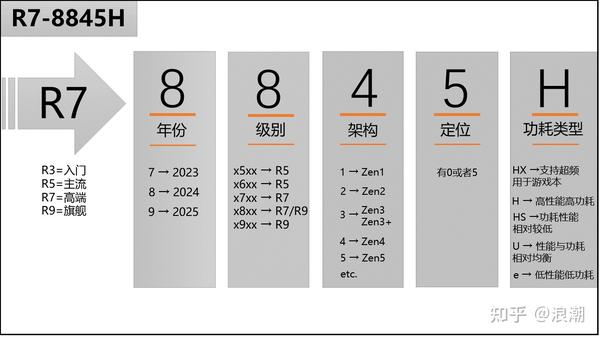 R7-8845H
R7
R3=入门
R5=主流
R7=高端
R9=旗舰
8
年份
7 → 2023
8 → 2024
9 → 2025
8
级别
x5xx → R5
x6xx → R5
x7xx → R7
x8xx → R7/R9
x9xx → R9
4
架构
1 → Zen1
2 → Zen2
3 → Zen3
Zen3+
4 → Zen4
5 → Zen5
etc.
5
定位
有0或者5
H
功耗类型
HX →支持超频
用于游戏本
H → 高性能高功耗
HS → 功耗性能
相对较低
U → 性能与功耗
相对均衡
e → 低性能低功耗
知乎 @浪潮